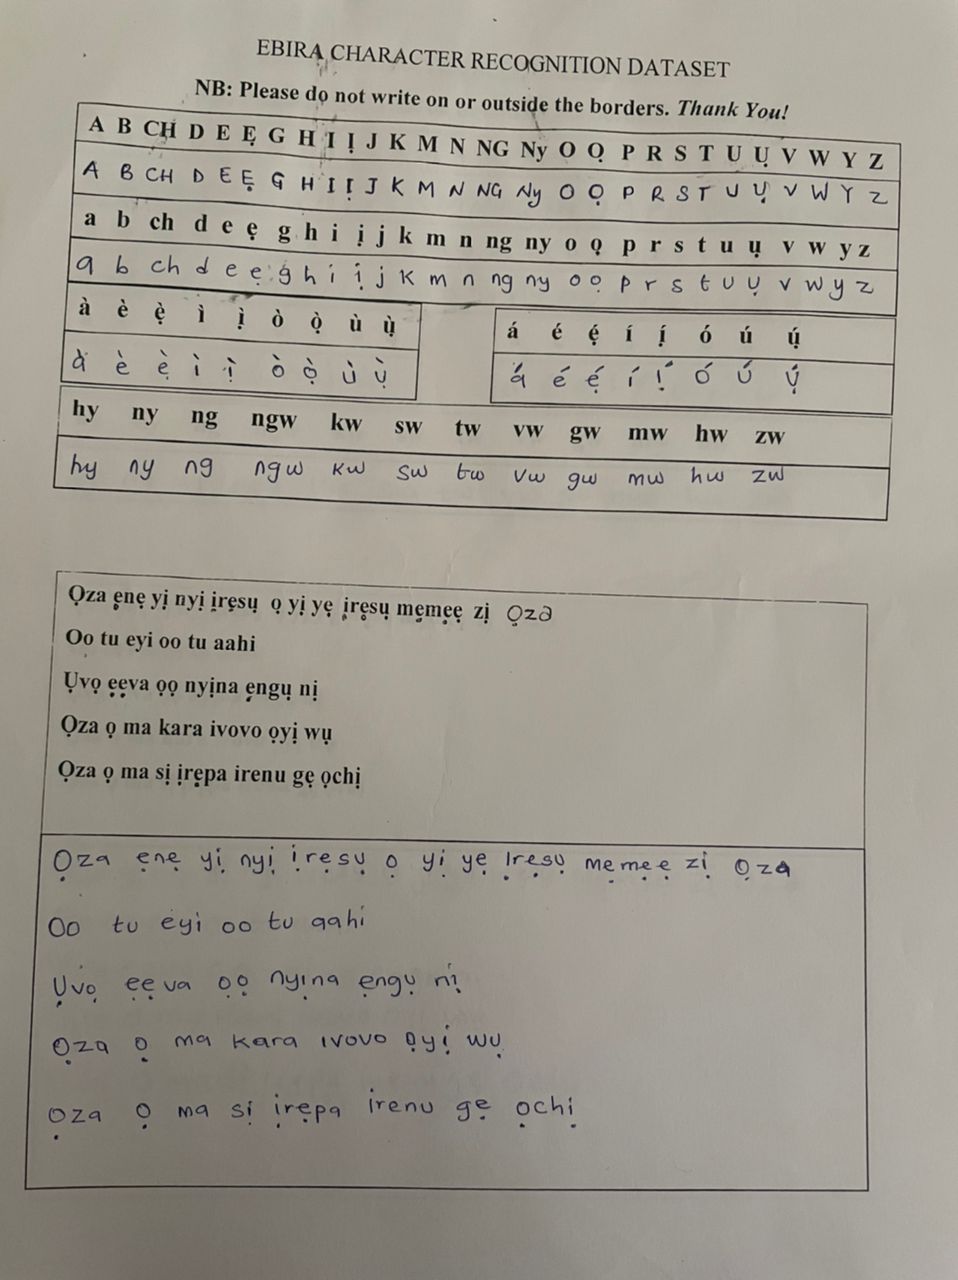 EBIRA CHARACTER RECOGNITION DATASET
NB: Please do not write on or outside the borders. Thank You!
A B CH D E Ẹ G H I Ị J K M N NG Ny O Ọ P R S T U Ụ V W Y Z
A B CH D E Ẹ G H I Ị J K M N NG Ny O Ọ P R S T U Ụ V W Y Z
a b ch d e ẹ g h i ị j k m n ng ny o ọ p r s t u ụ v w y z
a b ch d e ẹ g h i ị j k m n ng ny o ọ p r s t u ụ v w y z
à è ẹ̀ ì ị̀ ò ọ̀ ù ụ̀
à è ẹ̀ ì ị̀ ò ọ̀ ù ụ̀
á é ẹ́ í ị́ ó ú ụ́
á é ẹ́ í ị́ ó ú ụ́
hy ny ng ngw kw sw tw vw gw mw hw zw
hy ny ng ngw kw sw tw vw gw mw hw zw
Ọza ẹnẹ yị nyị ịrẹsụ ọ yị yẹ ịrẹsụ mẹmẹẹ zị ọza
Oo tu eyi oo tu aahi
Ụvọ ẹẹva ọọ nyịna ẹngụ nị
Ọza ọ ma kara ivovo ọyị wụ
Ọza ọ ma sị ịrẹpa irenu gẹ ọchị
Ọza ẹnẹ yị nyị ịrẹsụ ọ yị yẹ ịrẹsụ mẹmẹẹ zị ọza
Oo tu eyi oo tu aahi
Ụvọ ẹẹva ọọ nyịna ẹngụ nị
Ọza ọ ma kara ivovo ọyị wụ
Ọza ọ ma sị ịrẹpa irenu gẹ ọchị